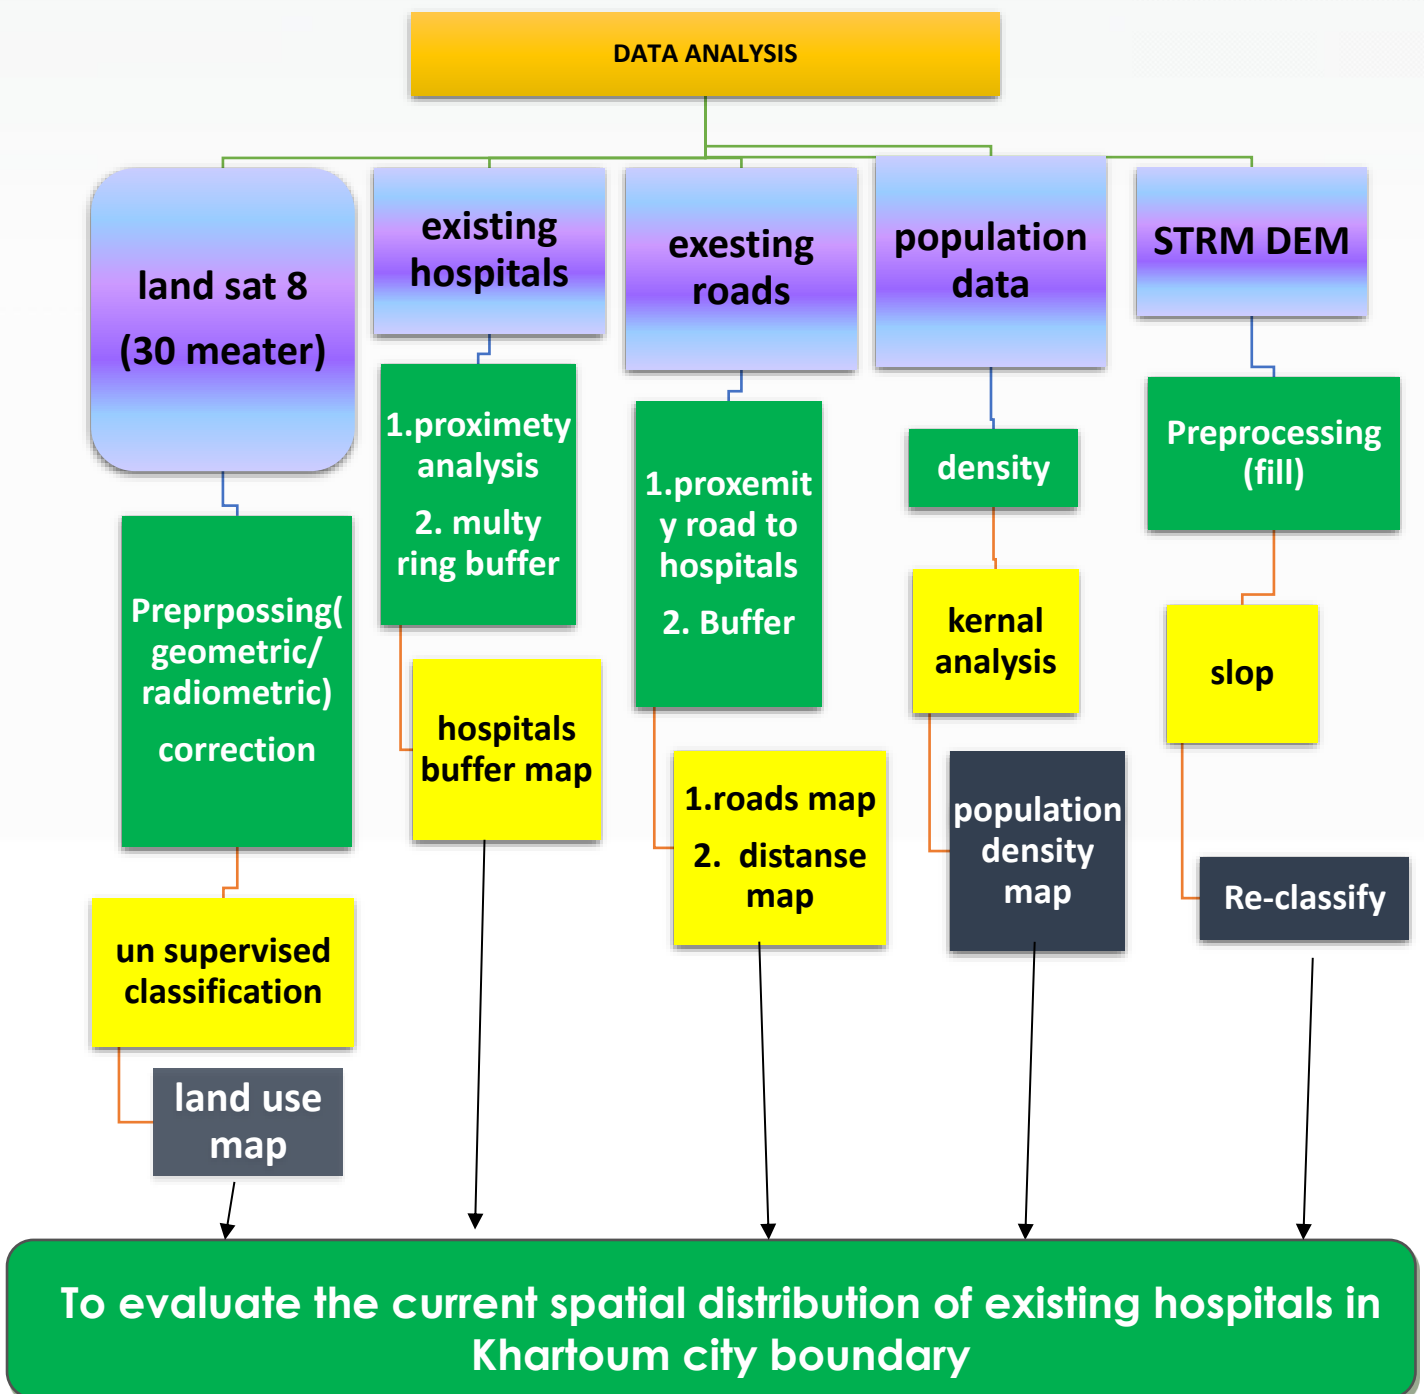 DATA ANALYSIS
land sat 8
(30 meater)
existing
hospitals
exesting
roads
population
data
STRM DEM
Preprpossing(
geometric/
radiometric)
correction
1.proximety
analysis
2. multy
ring buffer
1.proxemit
y road to
hospitals
2. Buffer
density
Preprocessing
(fill)
un supervised
classification
hospitals
buffer map
1.roads map
2. distanse
map
kernal
analysis
slop
land use
map
population
density
map
Re-classify
To evaluate the current spatial distribution of existing hospitals in
Khartoum city boundary